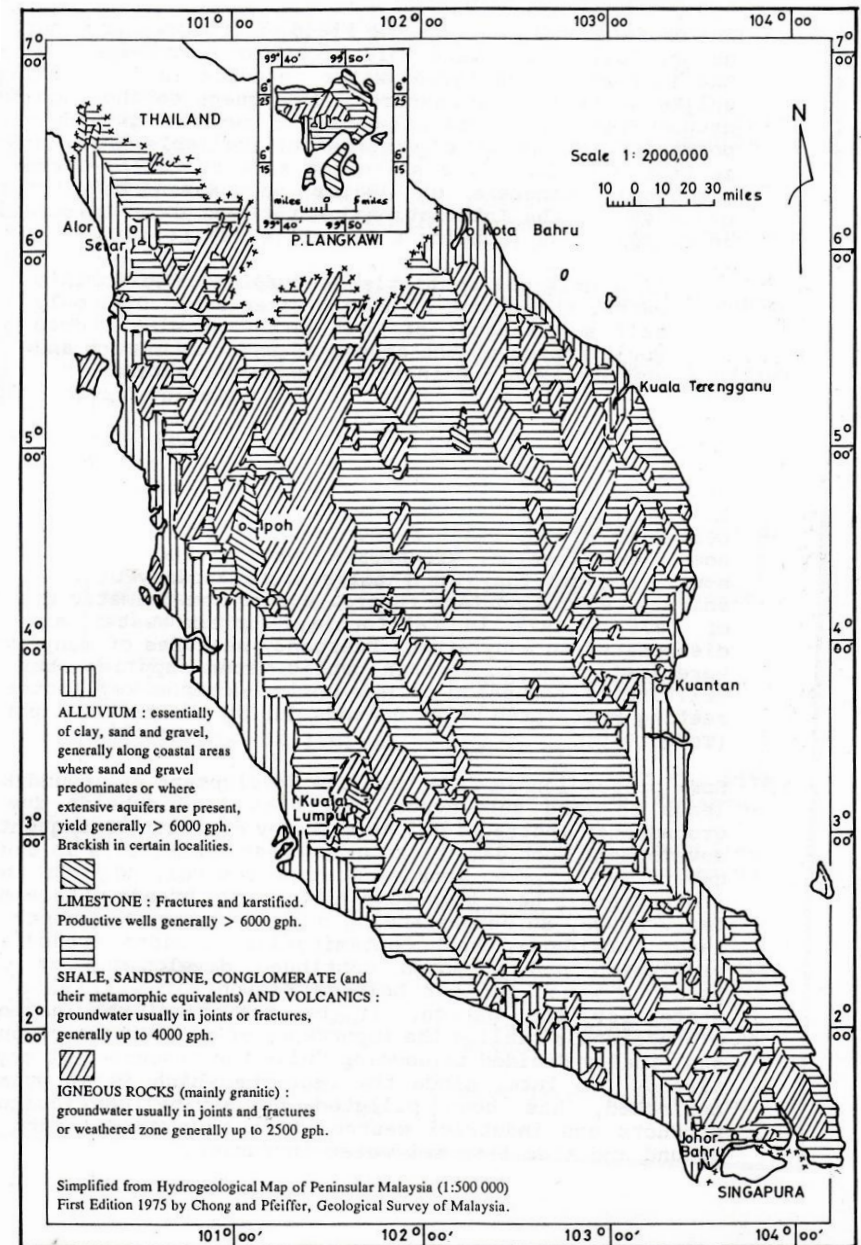 101°00' 102°00' 103°00' 104°00'
7°00'
99°40' 99°50'
6°25' 6°25'
6°15' 6°15'
miles 0 5 miles
99°40' 99°50'
P. LANGKAWI
THAILAND
N
Scale 1: 2,000,000
10 0 10 20 30 miles
7°00'
6°00'
Alor
Setar
Kota Bahru
6°00'
Kuala Terengganu
5°00'
5°00'
Ipoh
4°00'
4°00'
Kuantan
ALLUVIUM : essentially
of clay, sand and gravel,
generally along coastal areas
where sand and gravel
predominates or where
extensive aquifers are present,
yield generally > 6000 gph.
Brackish in certain localities.
Kuala
Lumpu
3°00'
3°00'
LIMESTONE : Fractures and karstified.
Productive wells generally > 6000 gph.
SHALE, SANDSTONE, CONGLOMERATE (and
their metamorphic equivalents) AND VOLCANICS :
groundwater usually in joints or fractures,
generally up to 4000 gph.
2°00'
2°00'
IGNEOUS ROCKS (mainly granitic) :
groundwater usually in joints and fractures
or weathered zone generally up to 2500 gph.
Johor
Bahru
SINGAPURA
Simplified from Hydrogeological Map of Peninsular Malaysia (1:500 000)
First Edition 1975 by Chong and Pfeiffer, Geological Survey of Malaysia.
101°00' 102°00' 103°00' 104°00'